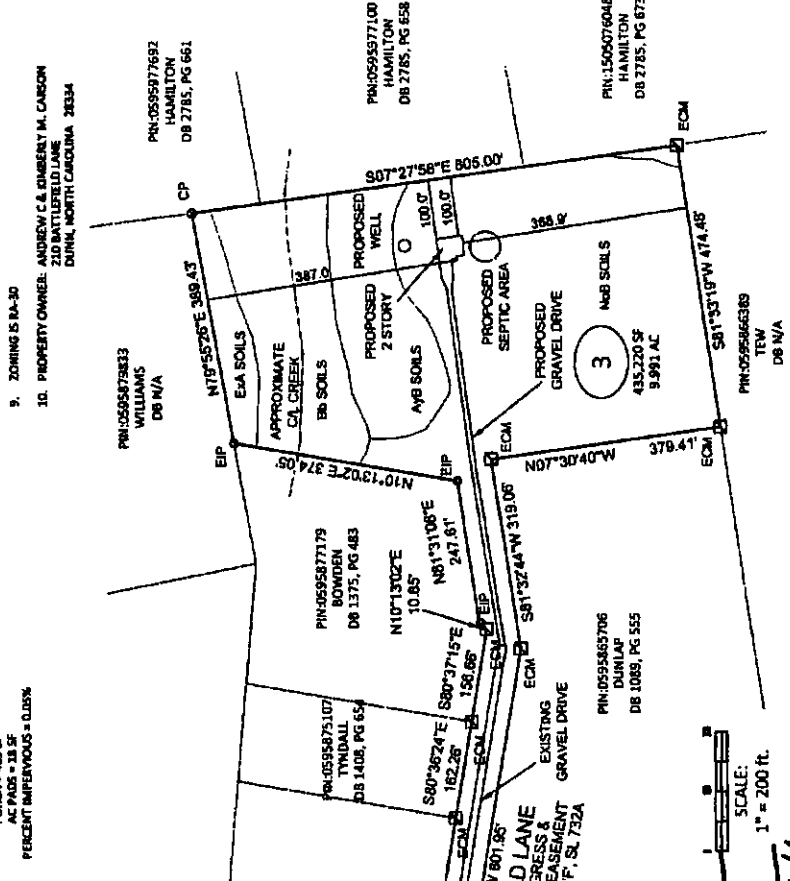 9. ZONING IS RA-30
10. PROPERTY OWNER: ANDREW C & KIMBERLY M. CARSON
210 BATTLEFIELD LANE
DUNN, NORTH CAROLINA 28334
AC PADS = 18 SF
PERCENT IMPERVIOUS = 0.05%
PIN:0595977692
HAMILTON
DB 2785, PG 661
PIN:0595977100
HAMILTON
DB 2785, PG 658
HAMILTON
PIN:0595879833
WILLIAMS
DB N/A
CP
N79°55'26"E 389.43'
S07°27'58"E 805.00'
EIP
ExA SOILS
APPROXIMATE
C/L CREEK
Bb SOILS
387.0
PROPOSED
WELL
100.0'
100.0'
PROPOSED
2 STORY
AyB SOILS
368.9'
ECM
N10°13'02"E 374.05'
EIP
PROPOSED
SEPTIC AREA
PROPOSED
GRAVEL DRIVE
NoB SOILS
3
435,220 SF
9.991 AC
S81°53'19"W 474.48'
PIN:0595866389
TEW
DB N/A
PIN:0595877179
BOWDEN
DB 1375, PG 483
N10°13'02"E
10.85'
N81°31'06"E
247.61'
ECM
N07°30'40"W
379.41'
ECM
EIP
S81°32'44"W 319.06'
ECM
ECM
PIN:0595875107
TYNDALL
DB 1408, PG 654
S80°37'15"E
158.66'
S80°36'24"E
162.26'
ECM
ECM
EXISTING
GRAVEL DRIVE
PIN:0595865706
DUNLAP
DB 1089, PG 555
601.95'
D LANE
GRESS &
EASEMENT
"F", SL 732A
SCALE:
1" = 200 ft.